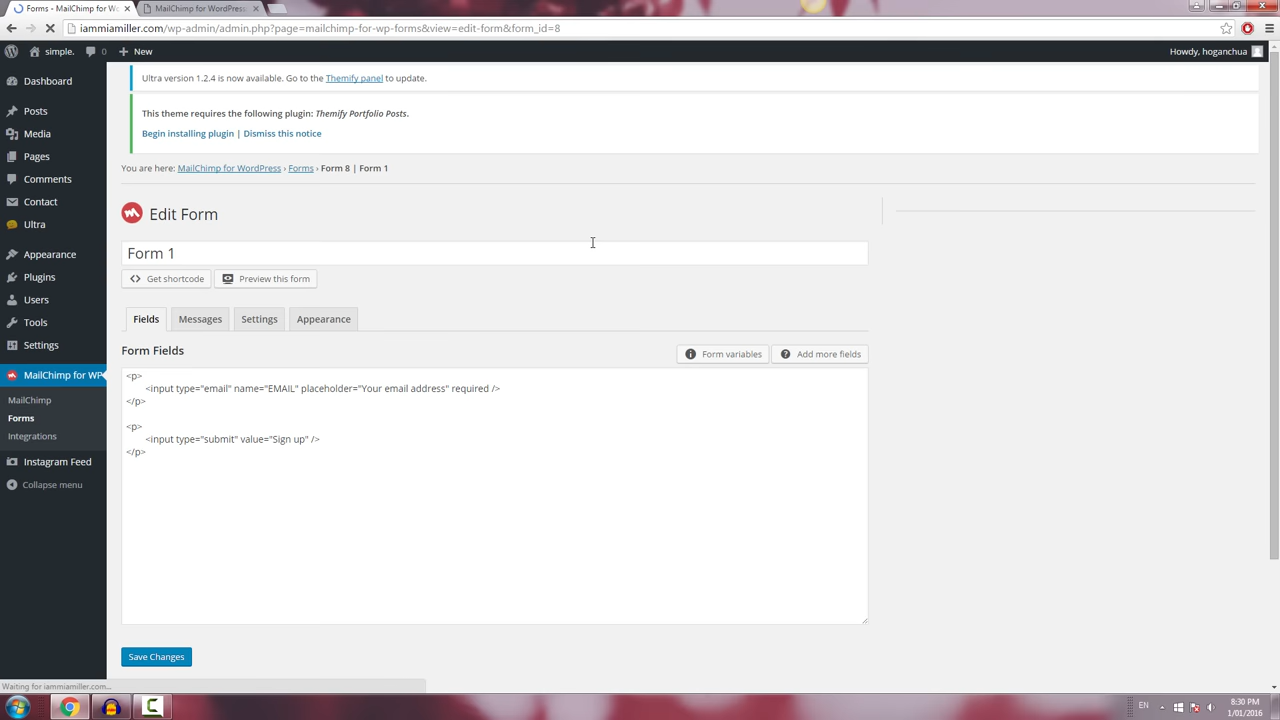 Forms - MailChimp for W
MailChimp for WordPress
iammiamiller.com/wp-admin/admin.php?page=mailchimp-for-wp-forms&view=edit-form&form_id=8
simple.
0
New
Howdy, hoganchua
Dashboard
Posts
Media
Pages
Comments
Contact
Ultra
Appearance
Plugins
Users
Tools
Settings
MailChimp for WP
MailChimp
Forms
Integrations
Instagram Feed
Collapse menu
Ultra version 1.2.4 is now available. Go to the Themify panel to update.
This theme requires the following plugin: Themify Portfolio Posts.
Begin installing plugin | Dismiss this notice
You are here: MailChimp for WordPress › Forms › Form 8 | Form 1
Edit Form
Form 1
Get shortcode
Preview this form
Fields
Messages
Settings
Appearance
Form Fields
Form variables
Add more fields
<p>
<input type="email" name="EMAIL" placeholder="Your email address" required />
</p>
<p>
<input type="submit" value="Sign up" />
</p>
Save Changes
Waiting for iammiamiller.com...
EN
8:30 PM
1/01/2016